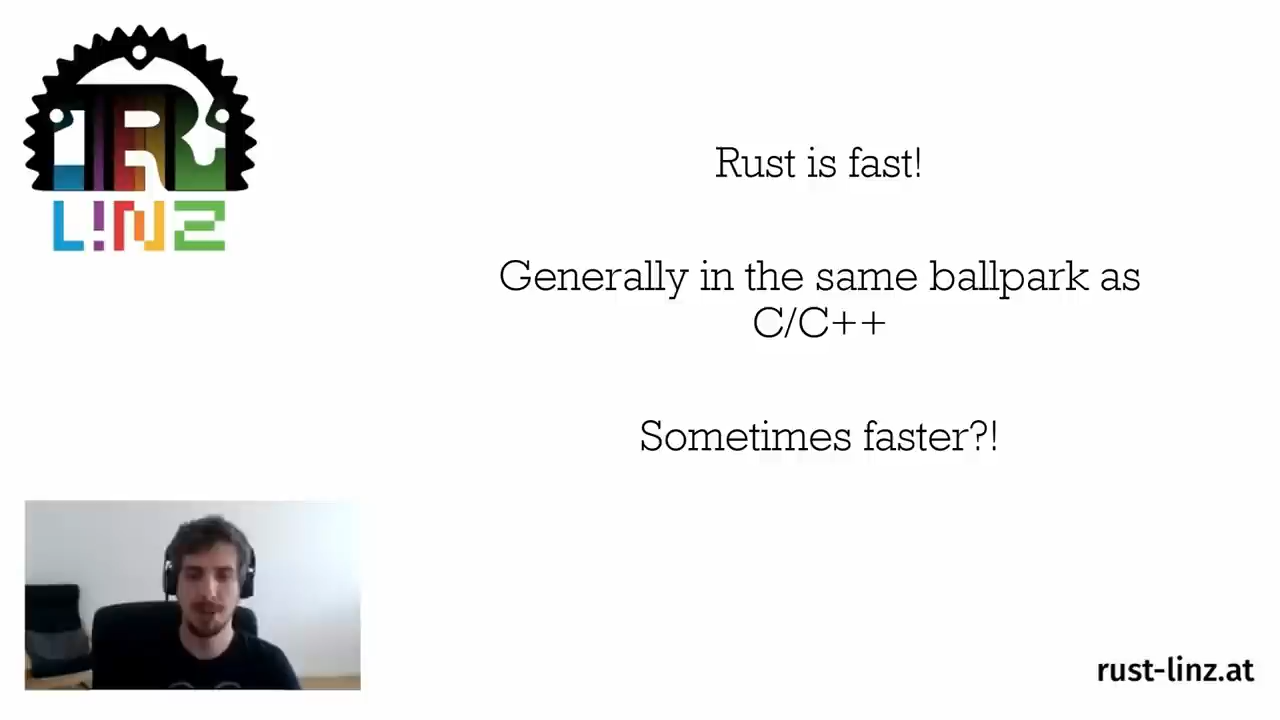 R
L!NZ
Rust is fast!
Generally in the same ballpark as
C/C++
Sometimes faster?!
rust-linz.at